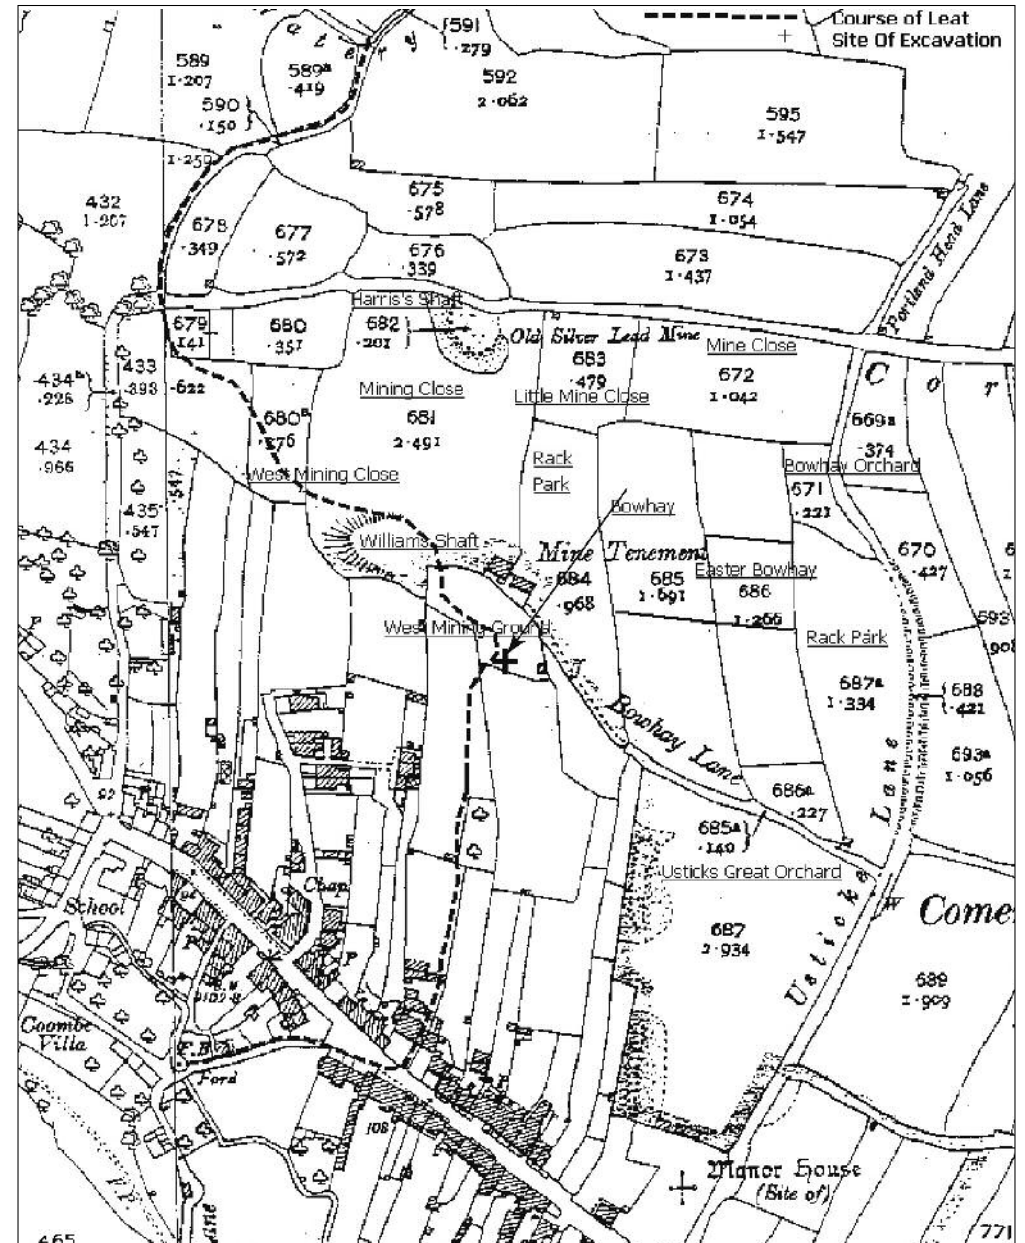 Course of Leat
Site Of Excavation
591
·279
589
1·207
589ᵃ
·419
592
2·062
590
·150
595
1·547
1·259
432
1·207
675
·578
674
1·054
678
·349
677
·572
676
·339
673
1·437
Portland Head Lane
Harris's Shaft
679
·141
680
·351
682
·201
Old Silver Lead Mine
Mine Close
683
·479
433
·393
434ᵇ
·226
·622
Mining Close
Little Mine Close
672
1·042
C o r
680ᴮ
·276
681
2·491
669a
·374
434
·966
Rack
Park
West Mining Close
Bowhay Orchard
671
·221
·547
435
·547
Bowhay
Williams Shaft
Mine Tenement
670
·427
684
·968
685
1·691
Easter Bowhay
686
1·266
West Mining Ground
593
·908
Rack Park
687a
1·334
688
·421
Bowhay Lane
693a
1·056
686a
·227
92
685a
·140
Usticks Great Orchard
Chap.
School
P
687
2·934
Usticke Lane
W
Come
689
1·909
Coombe
Villa
F.B.
Ford
108
Manor House
(Site of)
465
771